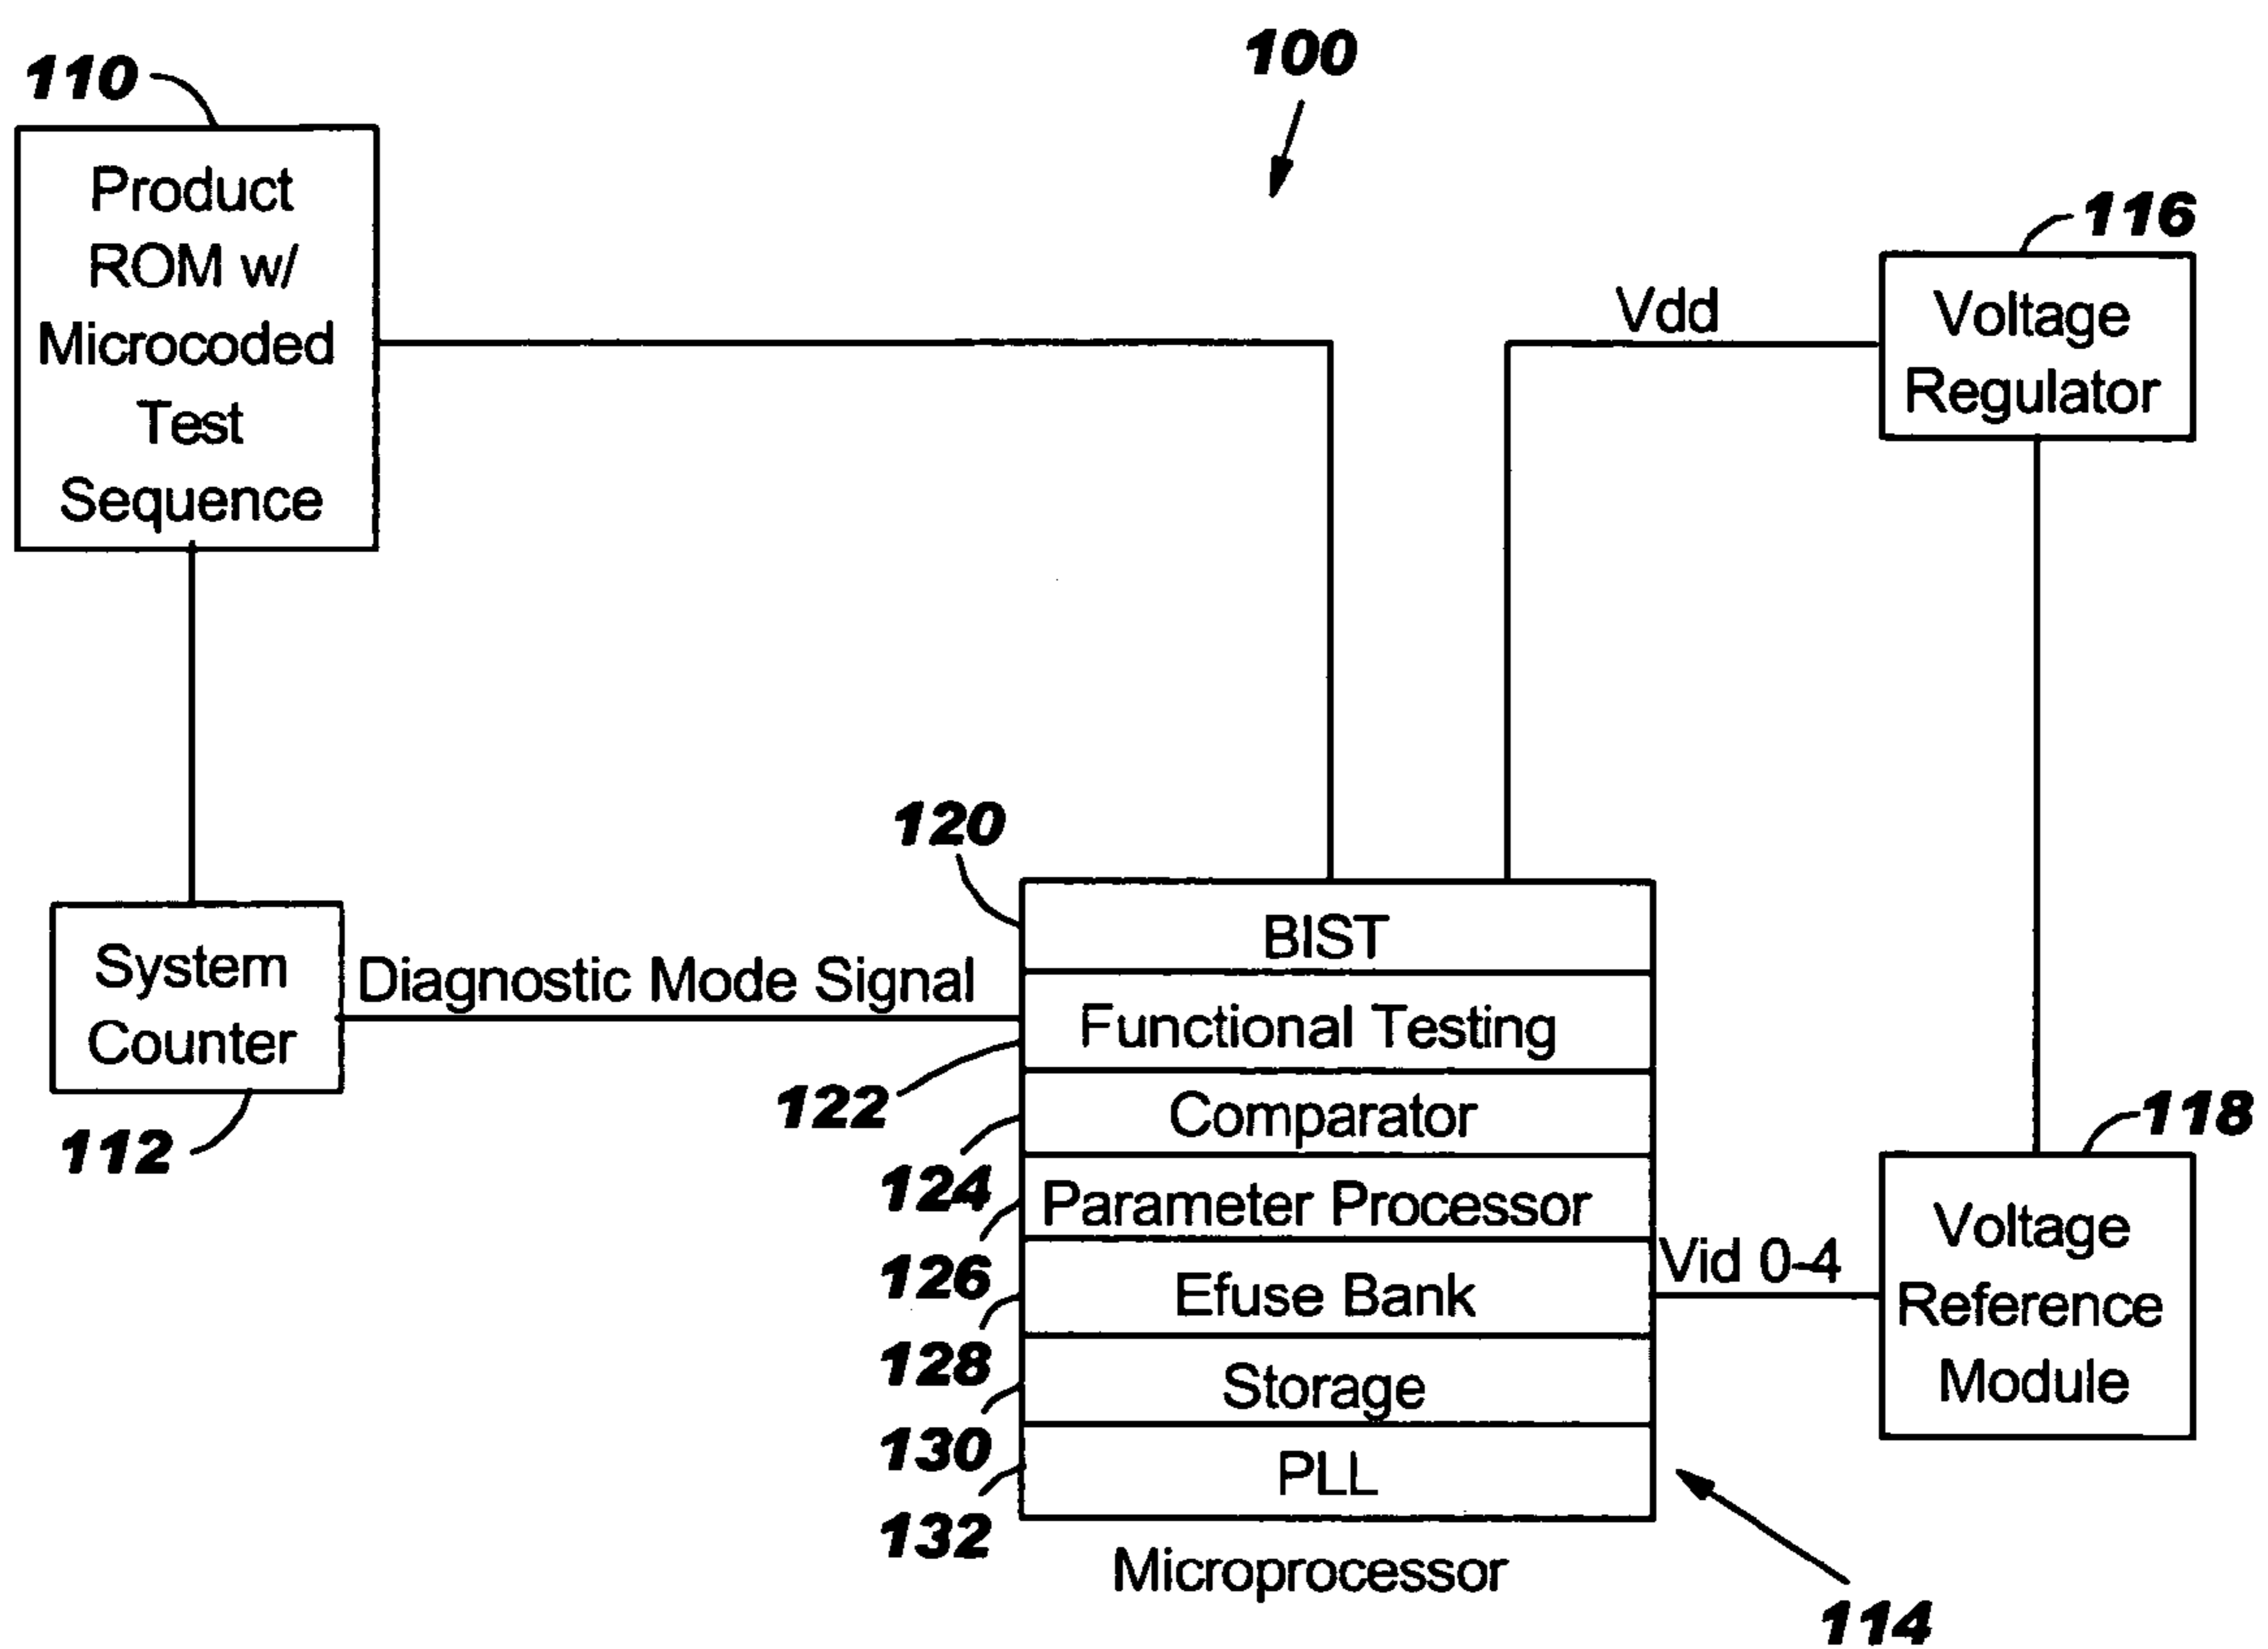 100
110
Product
ROM w/
Microcoded
Test
Sequence
116
Vdd
Voltage
Regulator
120
BIST
System
Counter
112
Diagnostic Mode Signal
Functional Testing
122
Comparator
124
Parameter Processor
126
Efuse Bank
128
Storage
130
PLL
132
Microprocessor
Vid 0-4
118
Voltage
Reference
Module
114